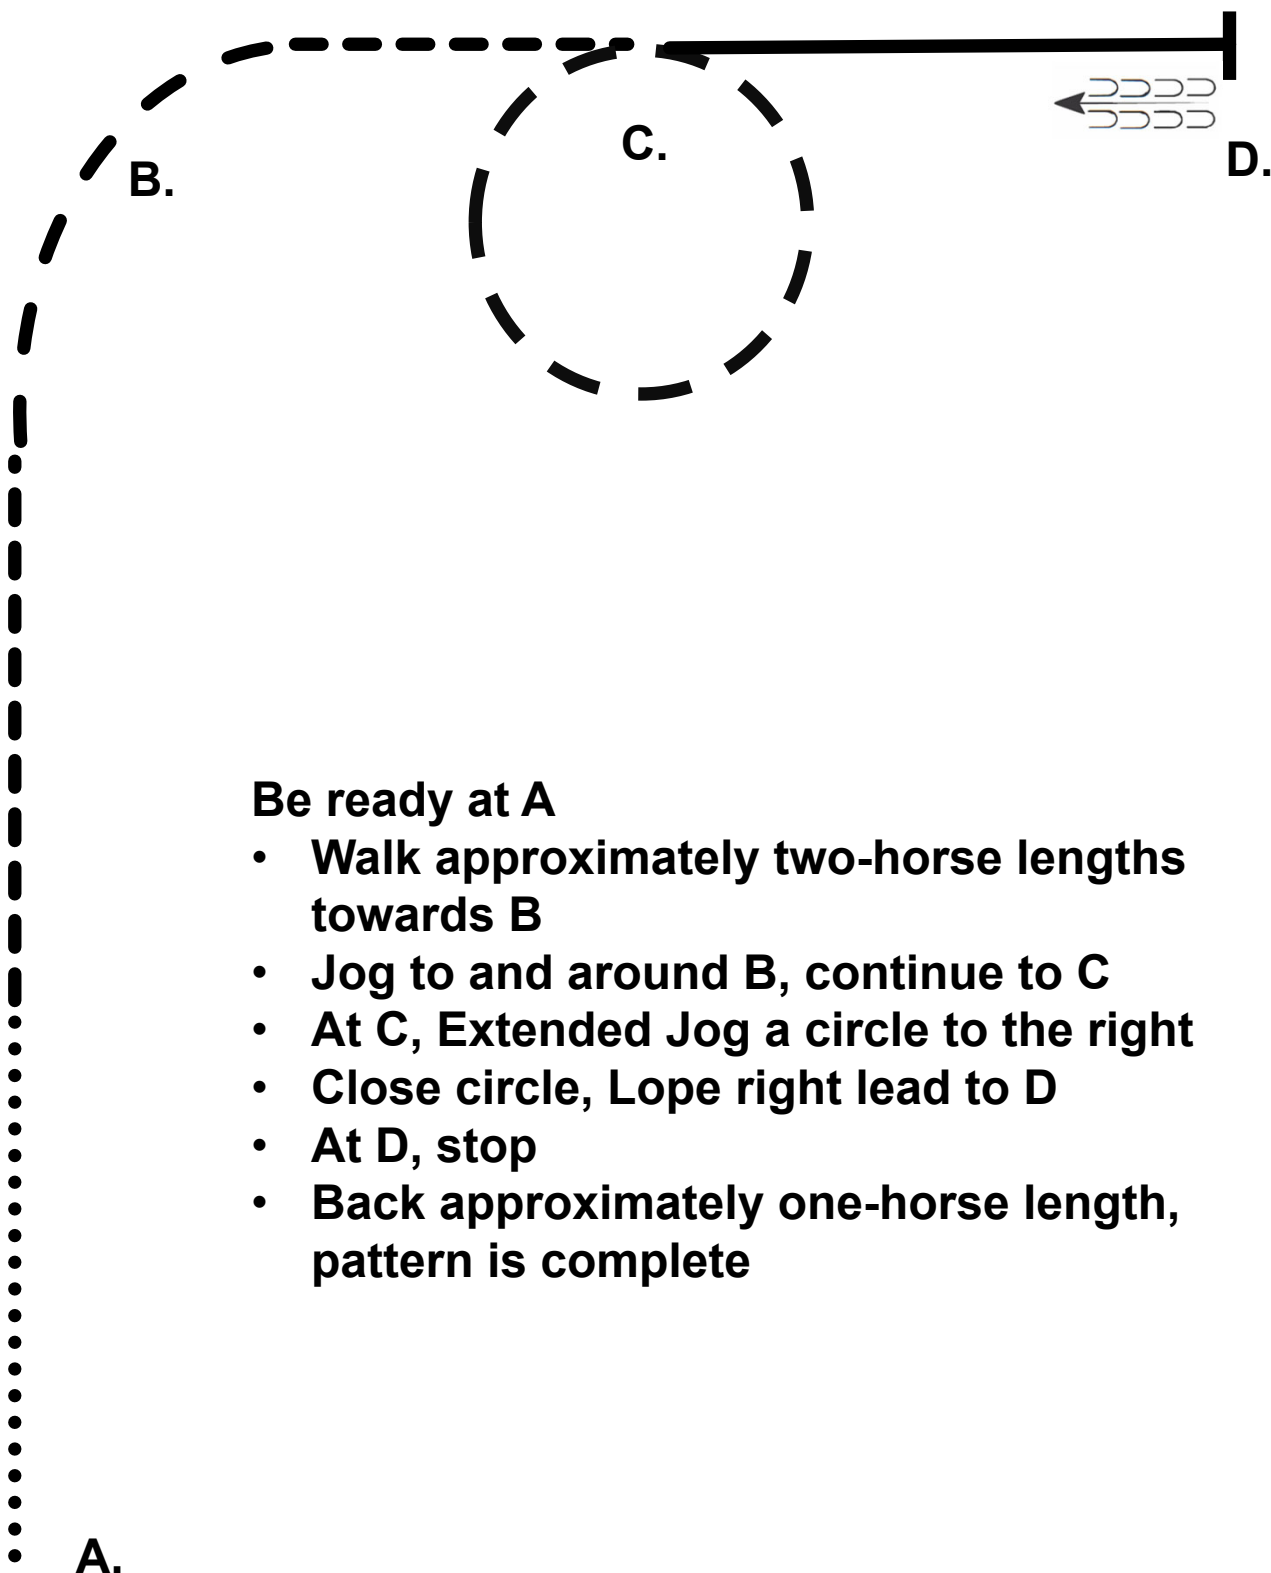 C.
B.
D.
Be ready at A
• Walk approximately two-horse lengths
towards B
• Jog to and around B, continue to C
• At C, Extended Jog a circle to the right
• Close circle, Lope right lead to D
• At D, stop
• Back approximately one-horse length,
pattern is complete
A.